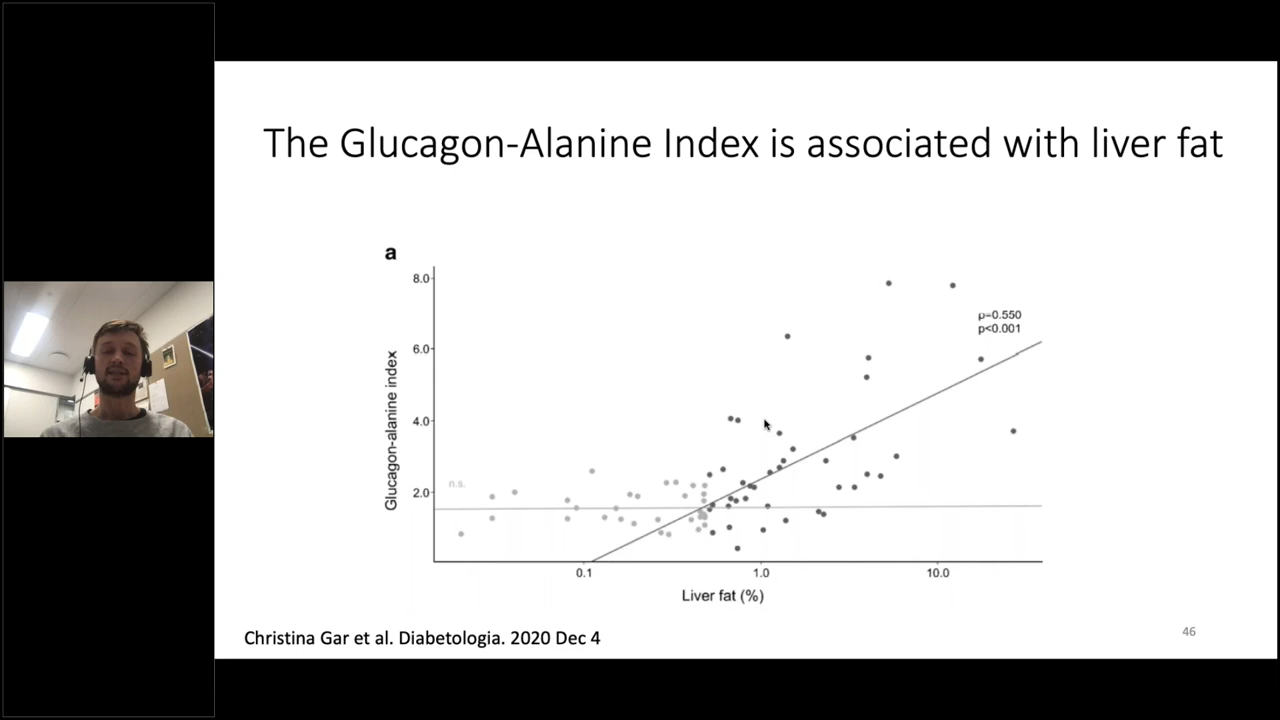 The Glucagon-Alanine Index is associated with liver fat
a
8.0
6.0
4.0
2.0
Glucagon-alanine index
n.s.
ρ=0.550
p<0.001
0.1
1.0
10.0
Liver fat (%)
Christina Gar et al. Diabetologia. 2020 Dec 4
46